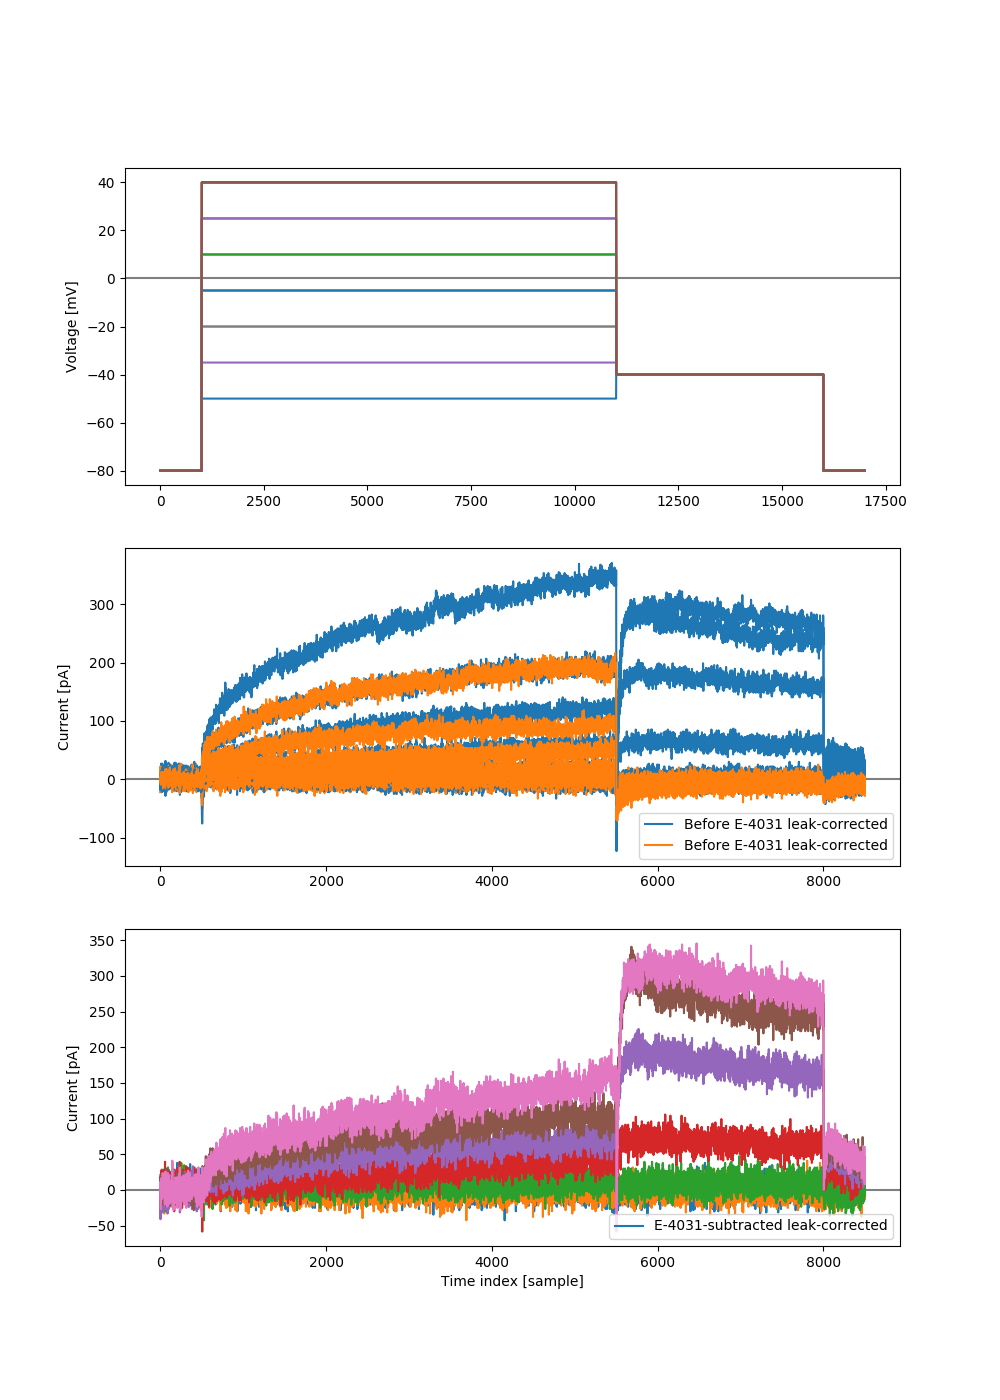 Voltage [mV]
40
20
0
−20
−40
−60
−80
0 2500 5000 7500 10000 12500 15000 17500
Current [pA]
300
200
100
0
−100
Before E-4031 leak-corrected
Before E-4031 leak-corrected
0 2000 4000 6000 8000
Current [pA]
350
300
250
200
150
100
50
0
−50
E-4031-subtracted leak-corrected
0 2000 4000 6000 8000
Time index [sample]